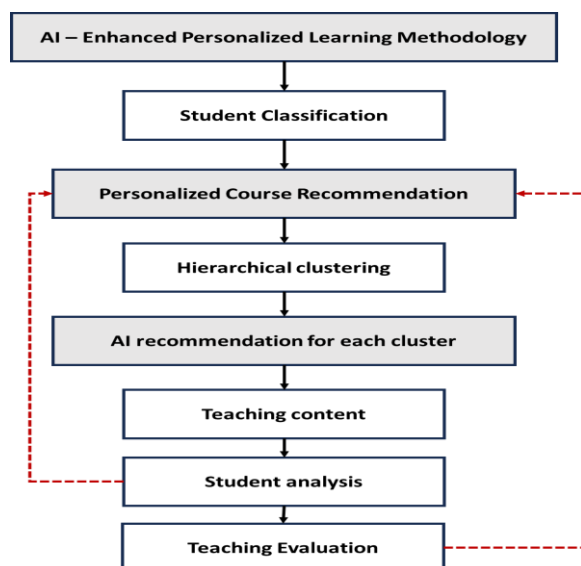 AI – Enhanced Personalized Learning Methodology
Student Classification
Personalized Course Recommendation
Hierarchical clustering
AI recommendation for each cluster
Teaching content
Student analysis
Teaching Evaluation